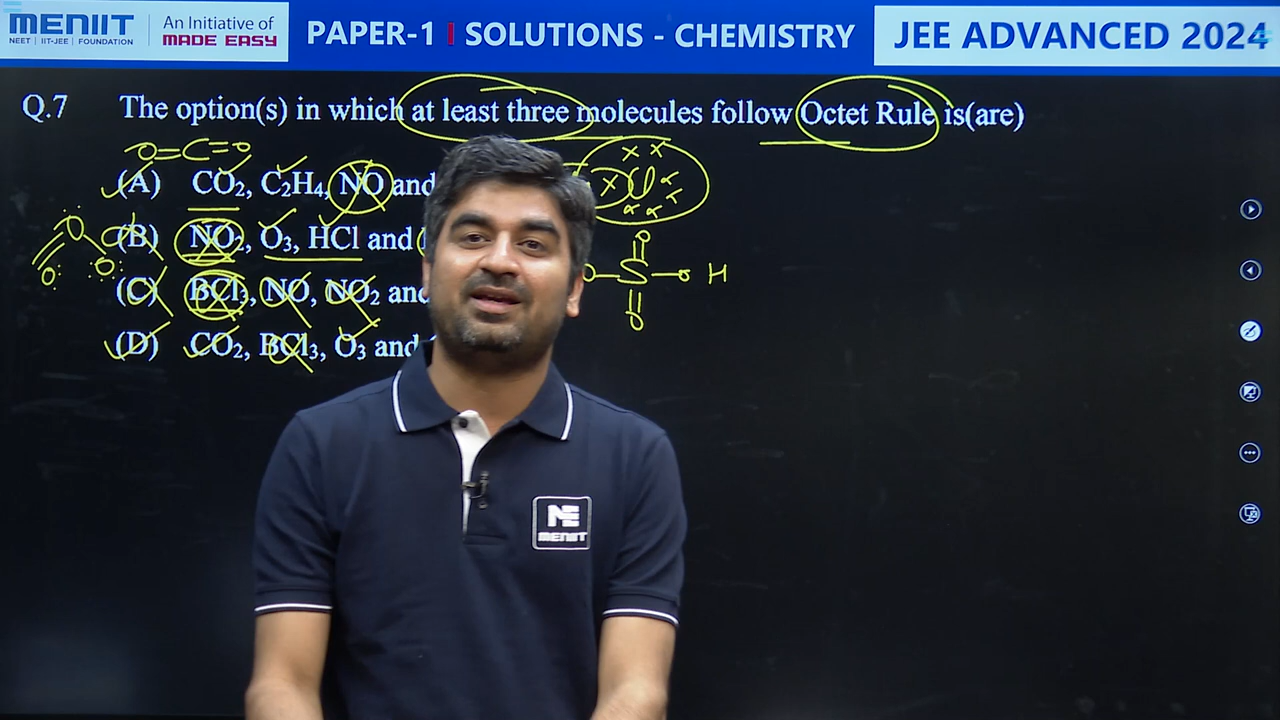 MENIIT
NEET | IIT-JEE | FOUNDATION
An Initiative of
MADE EASY
PAPER-1 | SOLUTIONS - CHEMISTRY
JEE ADVANCED 2024
Q.7 The option(s) in which at least three molecules follow Octet Rule is(are)
O=C=O
(A) CO₂, C₂H₄, NO and
(B) NO₂, O₃, HCl and
(C) BCl₃, NO, NO₂ and
(D) CO₂, BCl₃, O₃ and
O
S
O H
O
O
O
O
NE
MENIIT